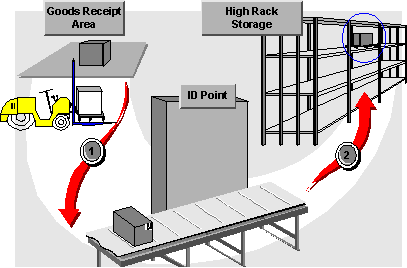 Goods Receipt
Area
High Rack
Storage
ID Point
1
2